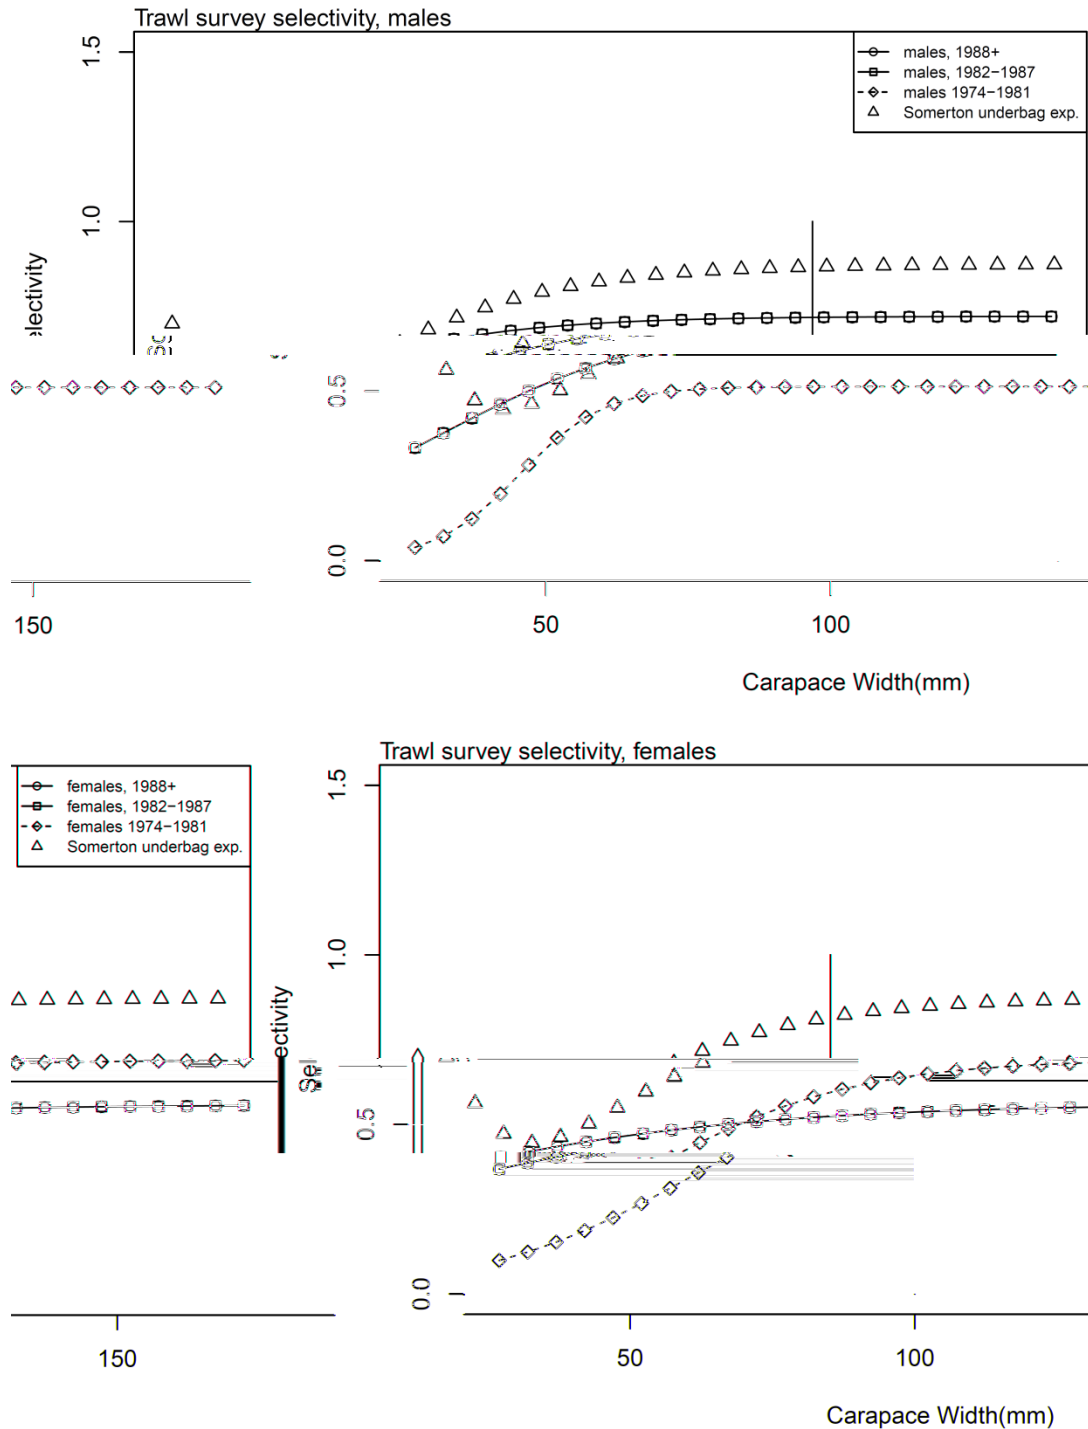 Trawl survey selectivity, males
1.5
1.0
0.5
0.0
electivity
males, 1988+
males, 1982−1987
males 1974−1981
Somerton underbag exp.
150
50
100
Carapace Width(mm)
Trawl survey selectivity, females
females, 1988+
females, 1982−1987
females 1974−1981
Somerton underbag exp.
1.5
1.0
0.5
0.0
Sel
ectivity
150
50
100
Carapace Width(mm)